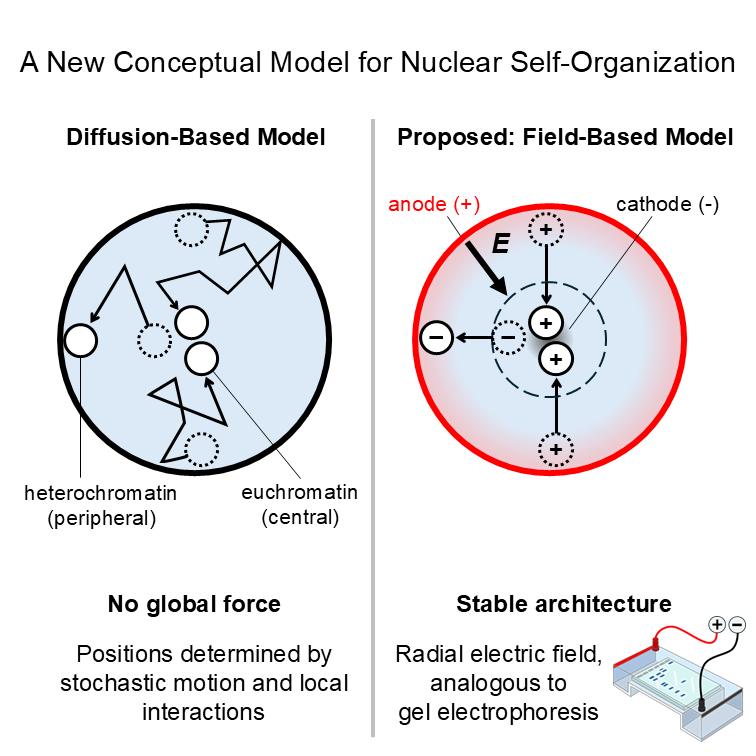 A New Conceptual Model for Nuclear Self-Organization
Diffusion-Based Model
heterochromatin
(peripheral)
euchromatin
(central)
No global force
Positions determined by
stochastic motion and local
interactions
Proposed: Field-Based Model
anode (+)
cathode (-)
E
+
−
−
+
+
+
Stable architecture
Radial electric field,
analogous to
gel electrophoresis
+ −